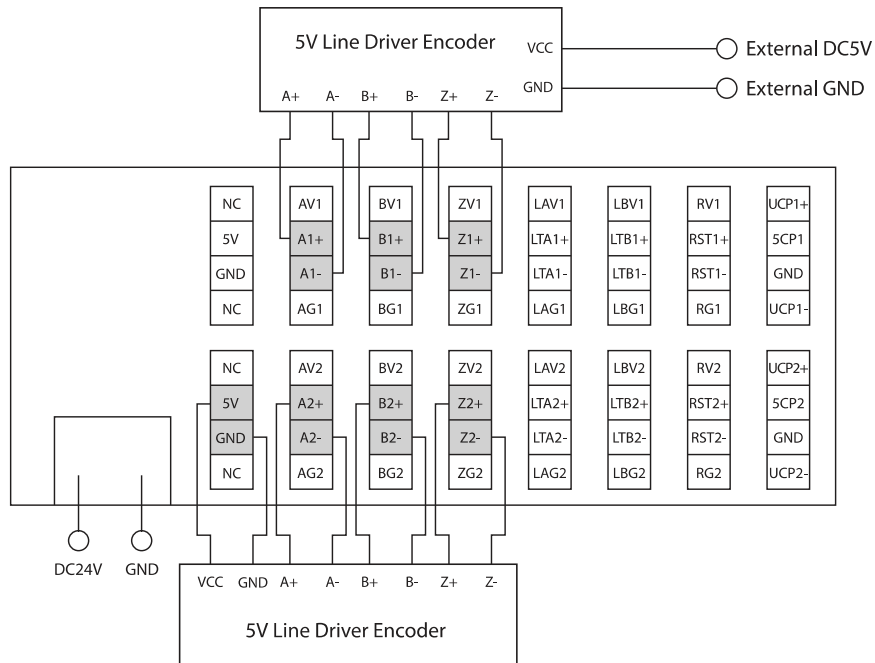 5V Line Driver Encoder
VCC
External DC5V
GND
External GND
A+ A- B+ B- Z+ Z-
NC AV1 BV1 ZV1 LAV1 LBV1 RV1 UCP1+
5V A1+ B1+ Z1+ LTA1+ LTB1+ RST1+ 5CP1
GND A1- B1- Z1- LTA1- LTB1- RST1- GND
NC AG1 BG1 ZG1 LAG1 LBG1 RG1 UCP1-
NC AV2 BV2 ZV2 LAV2 LBV2 RV2 UCP2+
5V A2+ B2+ Z2+ LTA2+ LTB2+ RST2+ 5CP2
GND A2- B2- Z2- LTA2- LTB2- RST2- GND
NC AG2 BG2 ZG2 LAG2 LBG2 RG2 UCP2-
DC24V GND
VCC GND A+ A- B+ B- Z+ Z-
5V Line Driver Encoder